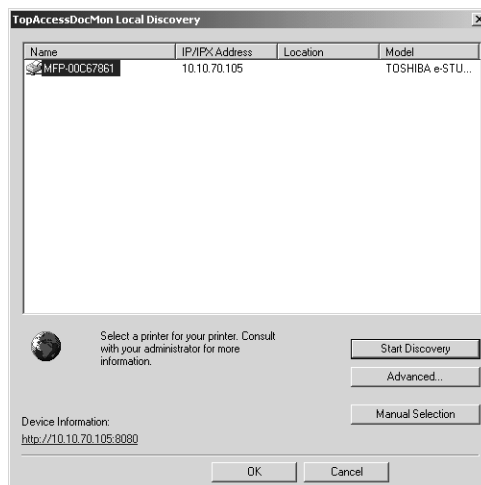 TopAccessDocMon Local Discovery
Name IP/IPX Address Location Model
MFP-00C67861 10.10.70.105 TOSHIBA e-STU...
Select a printer for your printer. Consult
with your administrator for more
information.
Start Discovery
Advanced...
Manual Selection
Device Information:
http://10.10.70.105:8080
OK Cancel